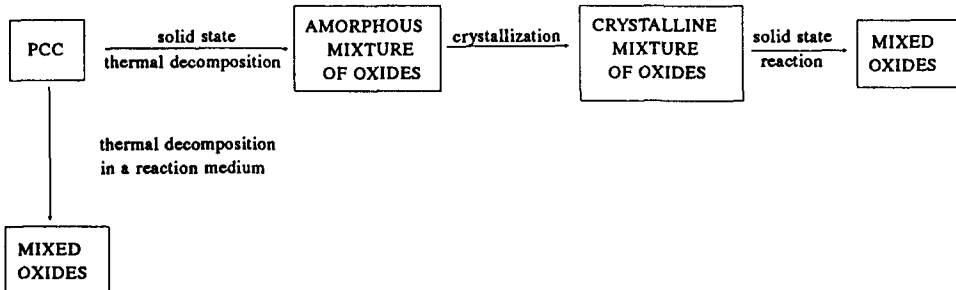 PCC
solid state
thermal decomposition
AMORPHOUS
MIXTURE
OF OXIDES
crystallization
CRYSTALLINE
MIXTURE
OF OXIDES
solid state
reaction
MIXED
OXIDES
thermal decomposition
in a reaction medium
MIXED
OXIDES